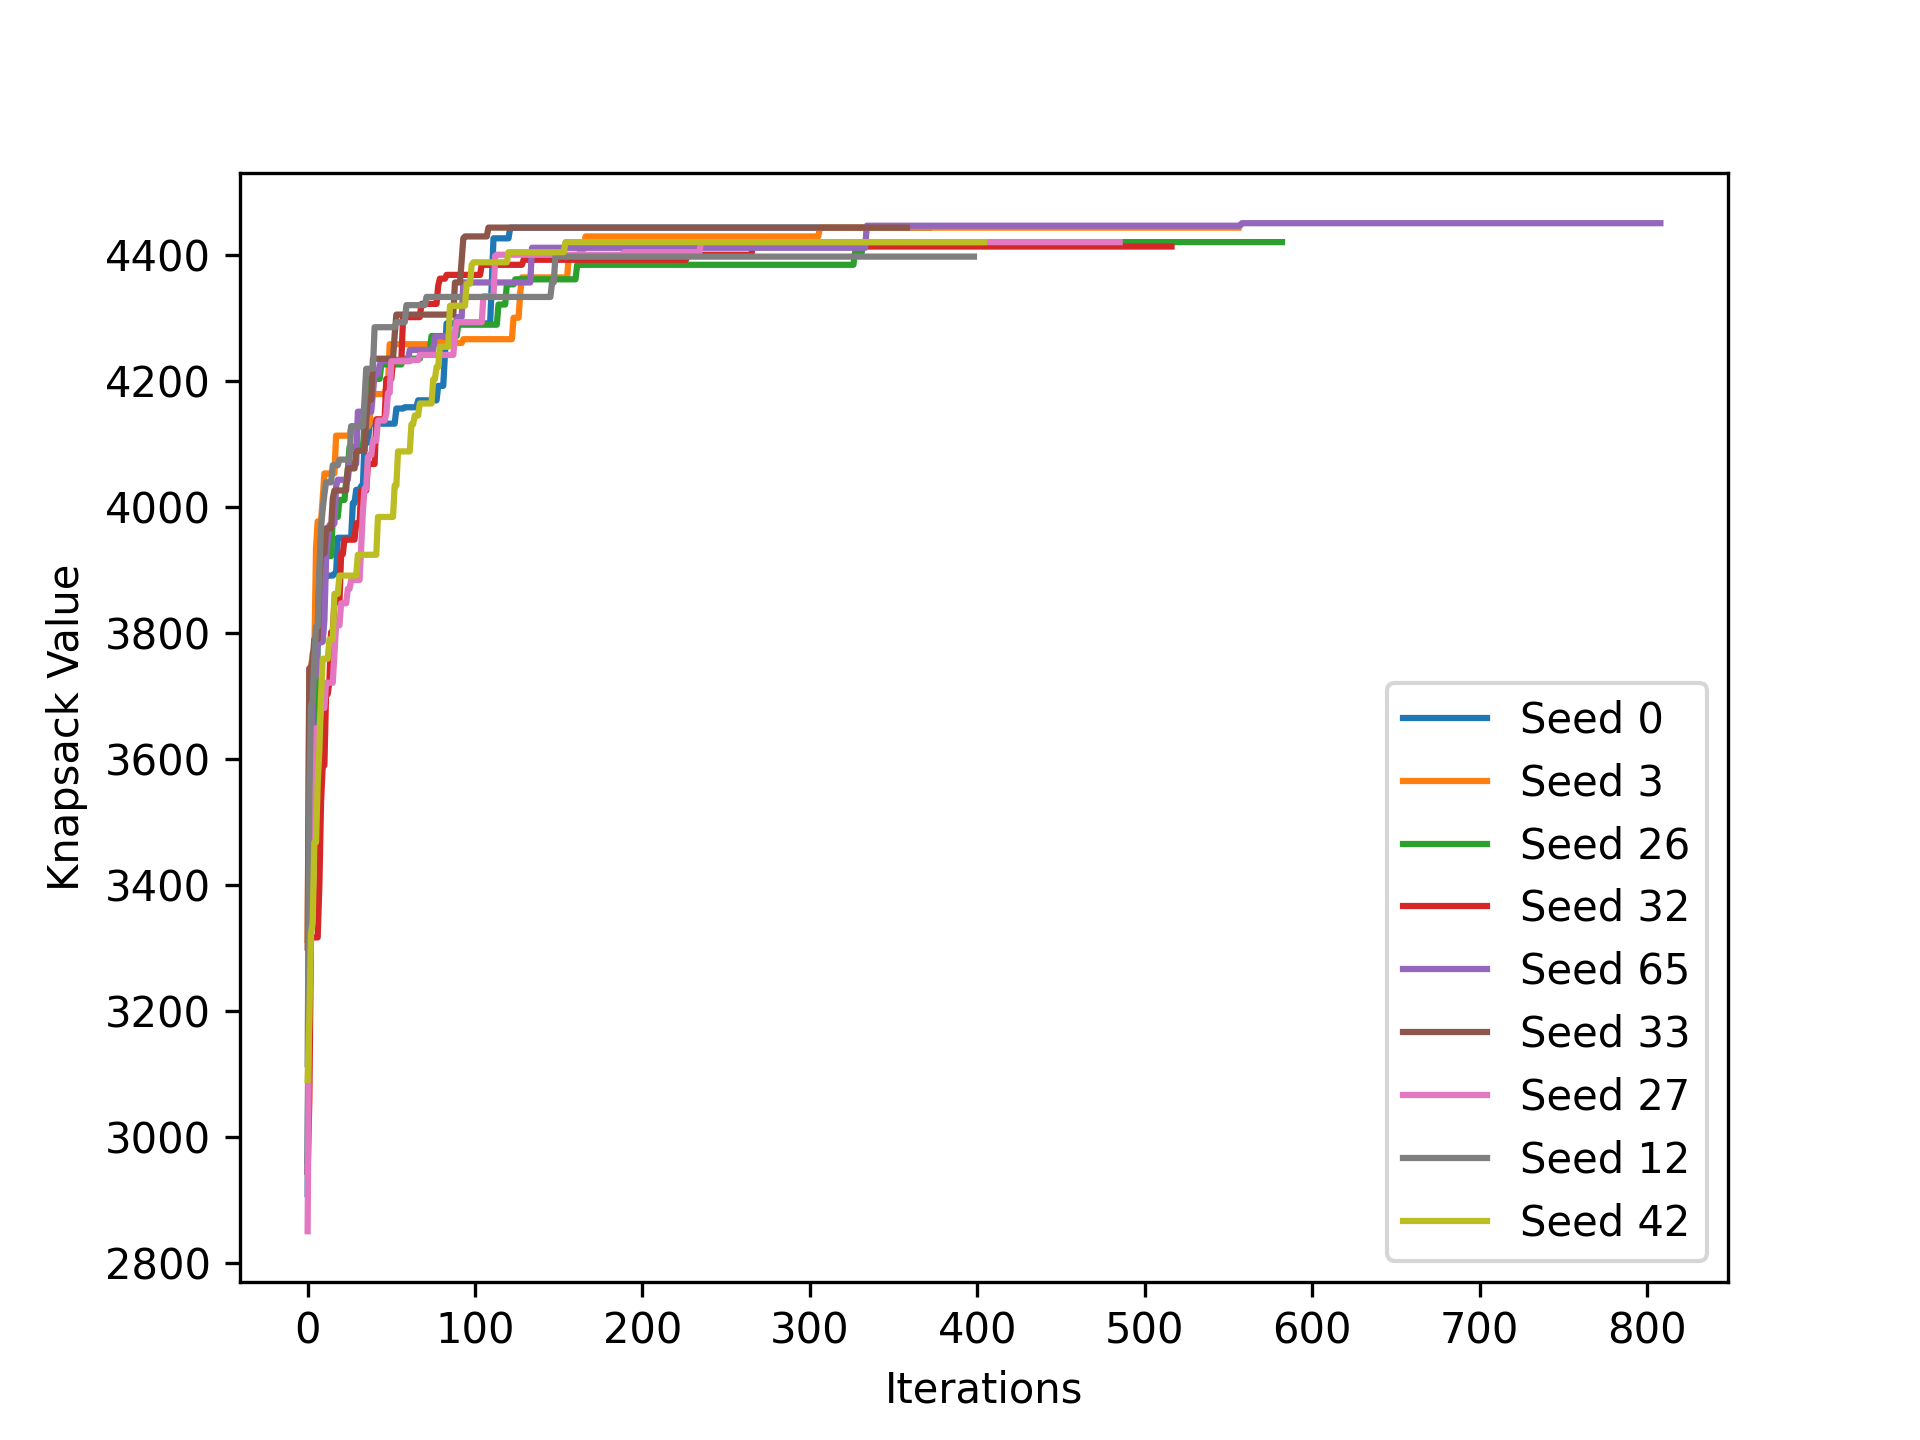 4400
4200
4000
3800
3600
3400
3200
3000
2800
Knapsack Value
0 100 200 300 400 500 600 700 800
Iterations
Seed 0
Seed 3
Seed 26
Seed 32
Seed 65
Seed 33
Seed 27
Seed 12
Seed 42